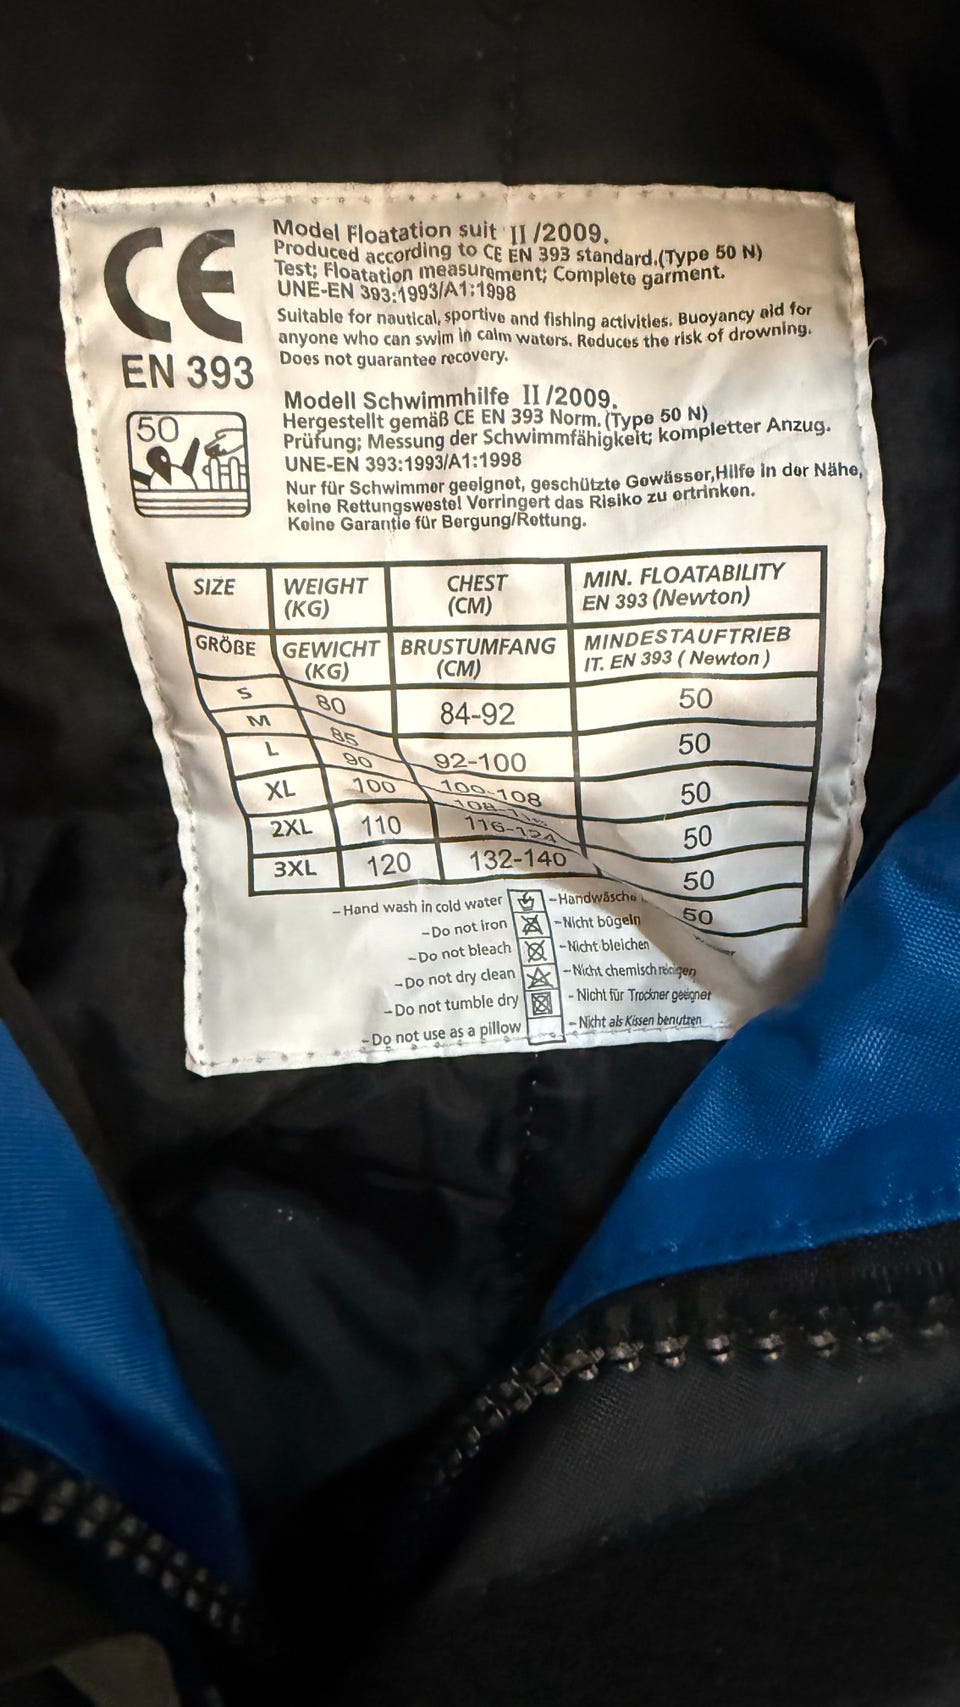 CE
EN 393
50
Model Floatation suit II /2009.
Produced according to CE EN 393 standard.(Type 50 N)
Test; Floatation measurement; Complete garment.
UNE-EN 393:1993/A1:1998
Suitable for nautical, sportive and fishing activities. Buoyancy aid for
anyone who can swim in calm waters. Reduces the risk of drowning.
Does not guarantee recovery.
Modell Schwimmhilfe II /2009.
Hergestellt gemäß CE EN 393 Norm. (Type 50 N)
Prüfung; Messung der Schwimmfähigkeit; kompletter Anzug.
UNE-EN 393:1993/A1:1998
Nur für Schwimmer geeignet, geschützte Gewässer,Hilfe in der Nähe,
keine Rettungsweste! Verringert das Risiko zu ertrinken.
Keine Garantie für Bergung/Rettung.
SIZE WEIGHT (KG) CHEST (CM) MIN. FLOATABILITY EN 393 (Newton)
GRÖßE GEWICHT (KG) BRUSTUMFANG (CM) MINDESTAUFTRIEB IT. EN 393 ( Newton )
S 80 84-92 50
M 85 92-100 50
L 90 100-108 50
XL 100 108- 50
2XL 110 116-124 50
3XL 120 132-140 50
- Hand wash in cold water - Handwäsche
- Do not iron - Nicht bügeln
- Do not bleach - Nicht bleichen
- Do not dry clean - Nicht chemisch reinigen
- Do not tumble dry - Nicht für Trockner geeignet
- Do not use as a pillow - Nicht als Kissen benutzen